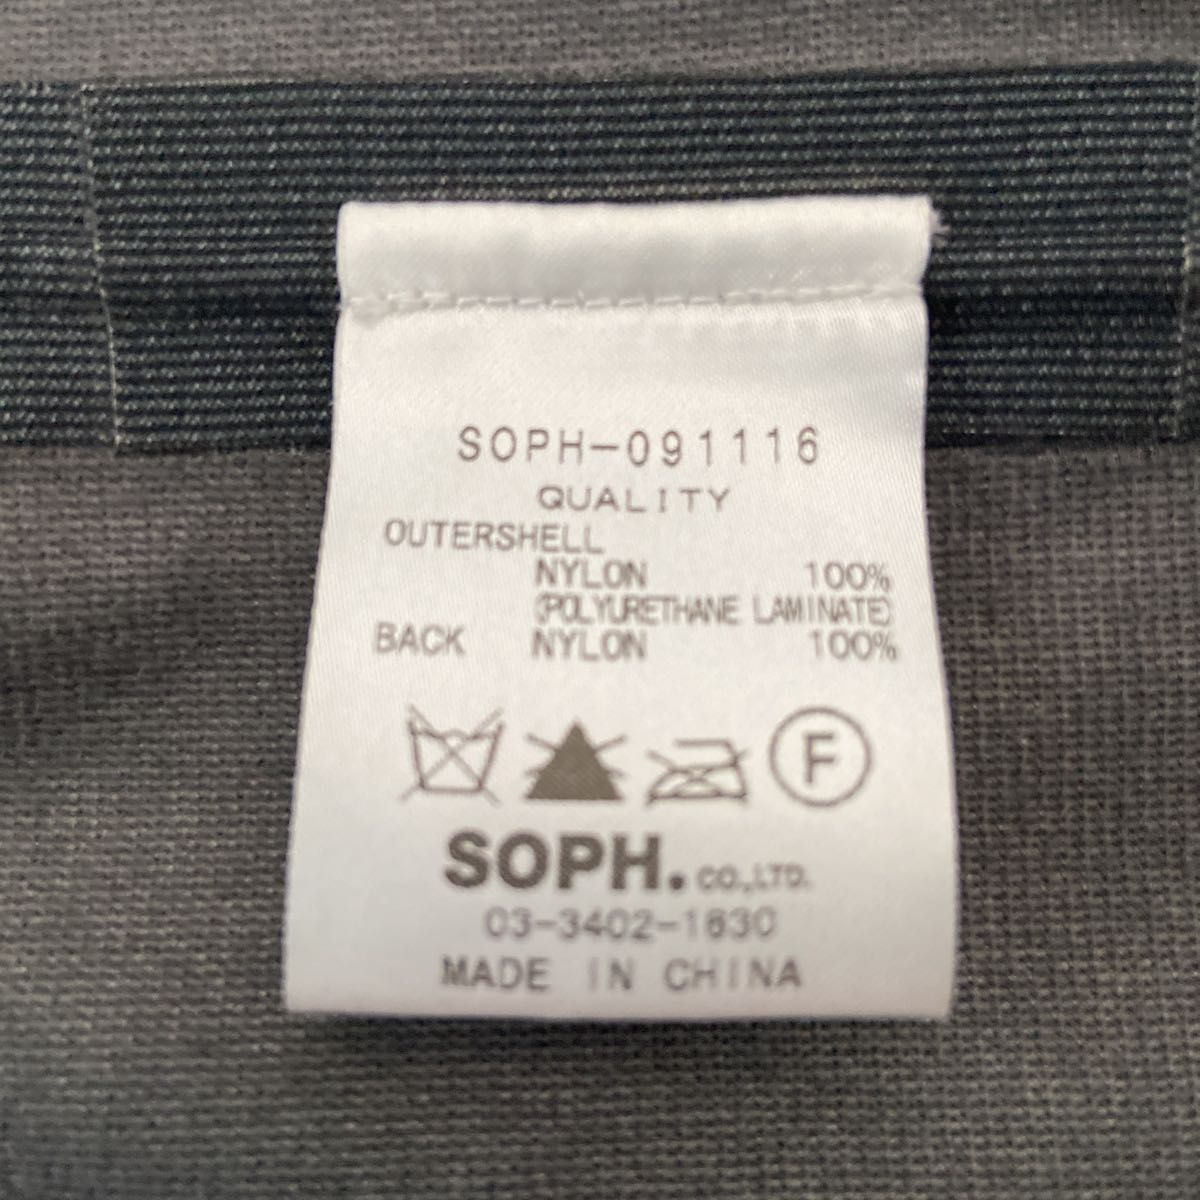 SOPH-091116
QUALITY
OUTERSHELL
NYLON 100%
(POLYURETHANE LAMINATE)
BACK NYLON 100%
F
SOPH. CO.,LTD.
03-3402-1630
MADE IN CHINA